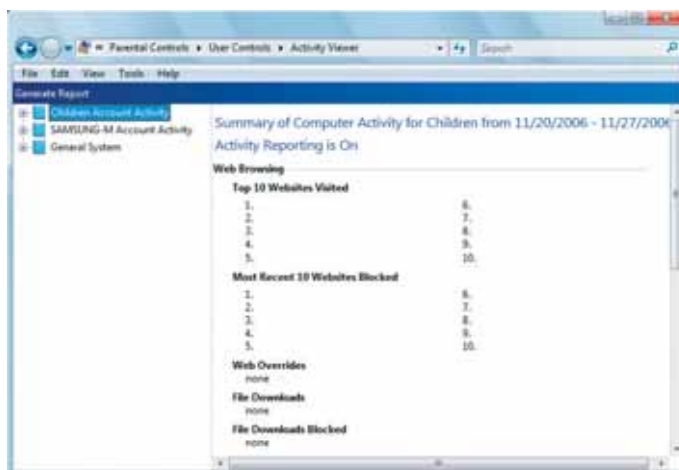 « Parental Controls ▸ User Controls ▸ Activity Viewer
Search
File Edit View Tools Help
Generate Report
Children Account Activity
SAMSUNG-M Account Activity
General System
Summary of Computer Activity for Children from 11/20/2006 - 11/27/2006
Activity Reporting is On
Web Browsing
Top 10 Websites Visited
1. 6.
2. 7.
3. 8.
4. 9.
5. 10.
Most Recent 10 Websites Blocked
1. 6.
2. 7.
3. 8.
4. 9.
5. 10.
Web Overrides
none
File Downloads
none
File Downloads Blocked
none